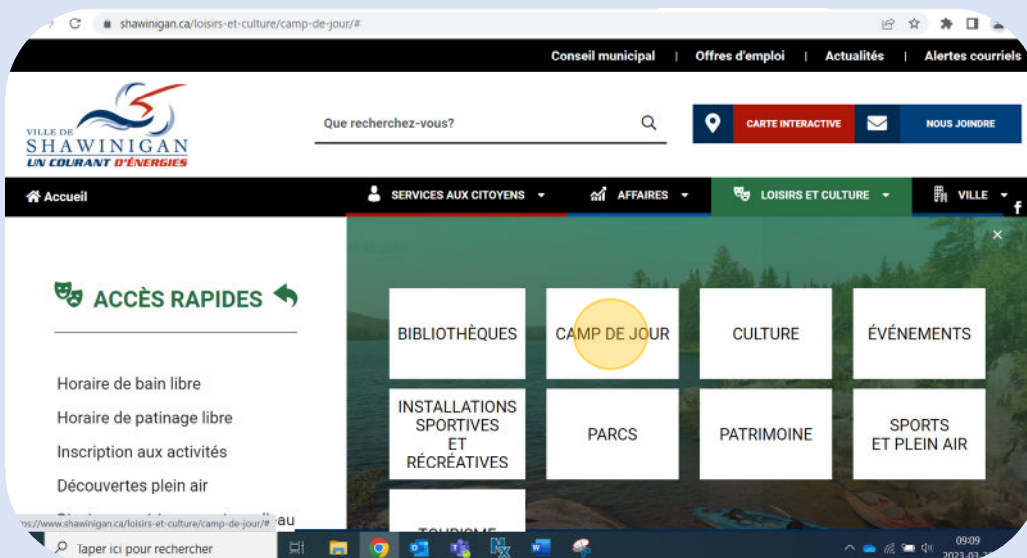 shawinigan.ca/loisirs-et-culture/camp-de-jour/#
Conseil municipal | Offres d'emploi | Actualités | Alertes courriels
VILLE DE
SHAWINIGAN
UN COURANT D'ÉNERGIES
Que recherchez-vous?
CARTE INTERACTIVE
NOUS JOINDRE
Accueil
SERVICES AUX CITOYENS
AFFAIRES
LOISIRS ET CULTURE
VILLE
ACCÈS RAPIDES
Horaire de bain libre
Horaire de patinage libre
Inscription aux activités
Découvertes plein air
BIBLIOTHÈQUES
CAMP DE JOUR
CULTURE
ÉVÉNEMENTS
INSTALLATIONS
SPORTIVES
ET
RÉCRÉATIVES
PARCS
PATRIMOINE
SPORTS
ET PLEIN AIR
TOURISME
ps://www.shawinigan.ca/loisirs-et-culture/camp-de-jour/#
Taper ici pour rechercher
09:09